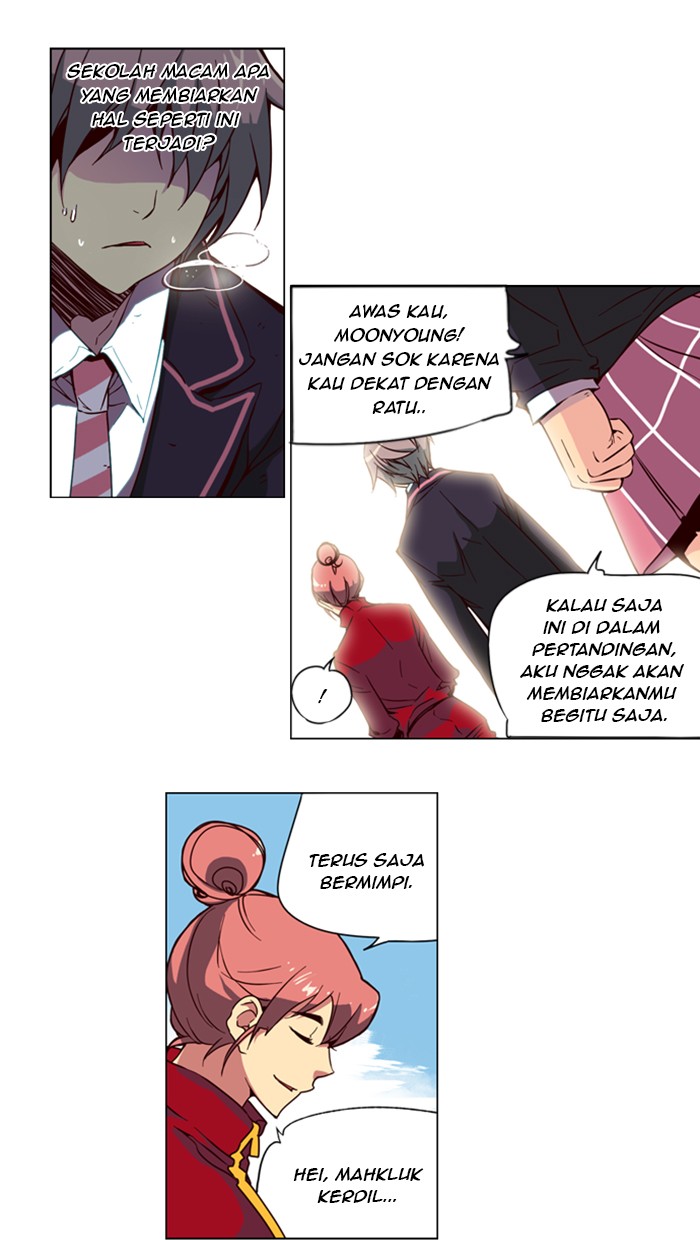 SEKOLAH MACAM APA
YANG MEMBIARKAN
HAL SEPERTI INI
TERJADI?
AWAS KAU,
MOONYOUNG!
JANGAN SOK KARENA
KAU DEKAT DENGAN
RATU..
!
KALAU SAJA
INI DI DALAM
PERTANDINGAN,
AKU NGGAK AKAN
MEMBIARKANMU
BEGITU SAJA.
TERUS SAJA
BERMIMPI.
HEI, MAHKLUK
KERDIL...